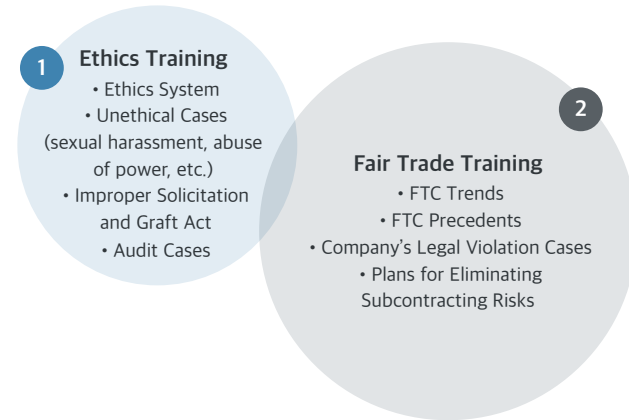 1
Ethics Training
• Ethics System
• Unethical Cases
(sexual harassment, abuse
of power, etc.)
• Improper Solicitation
and Graft Act
• Audit Cases
2
Fair Trade Training
• FTC Trends
• FTC Precedents
• Company's Legal Violation Cases
• Plans for Eliminating
Subcontracting Risks